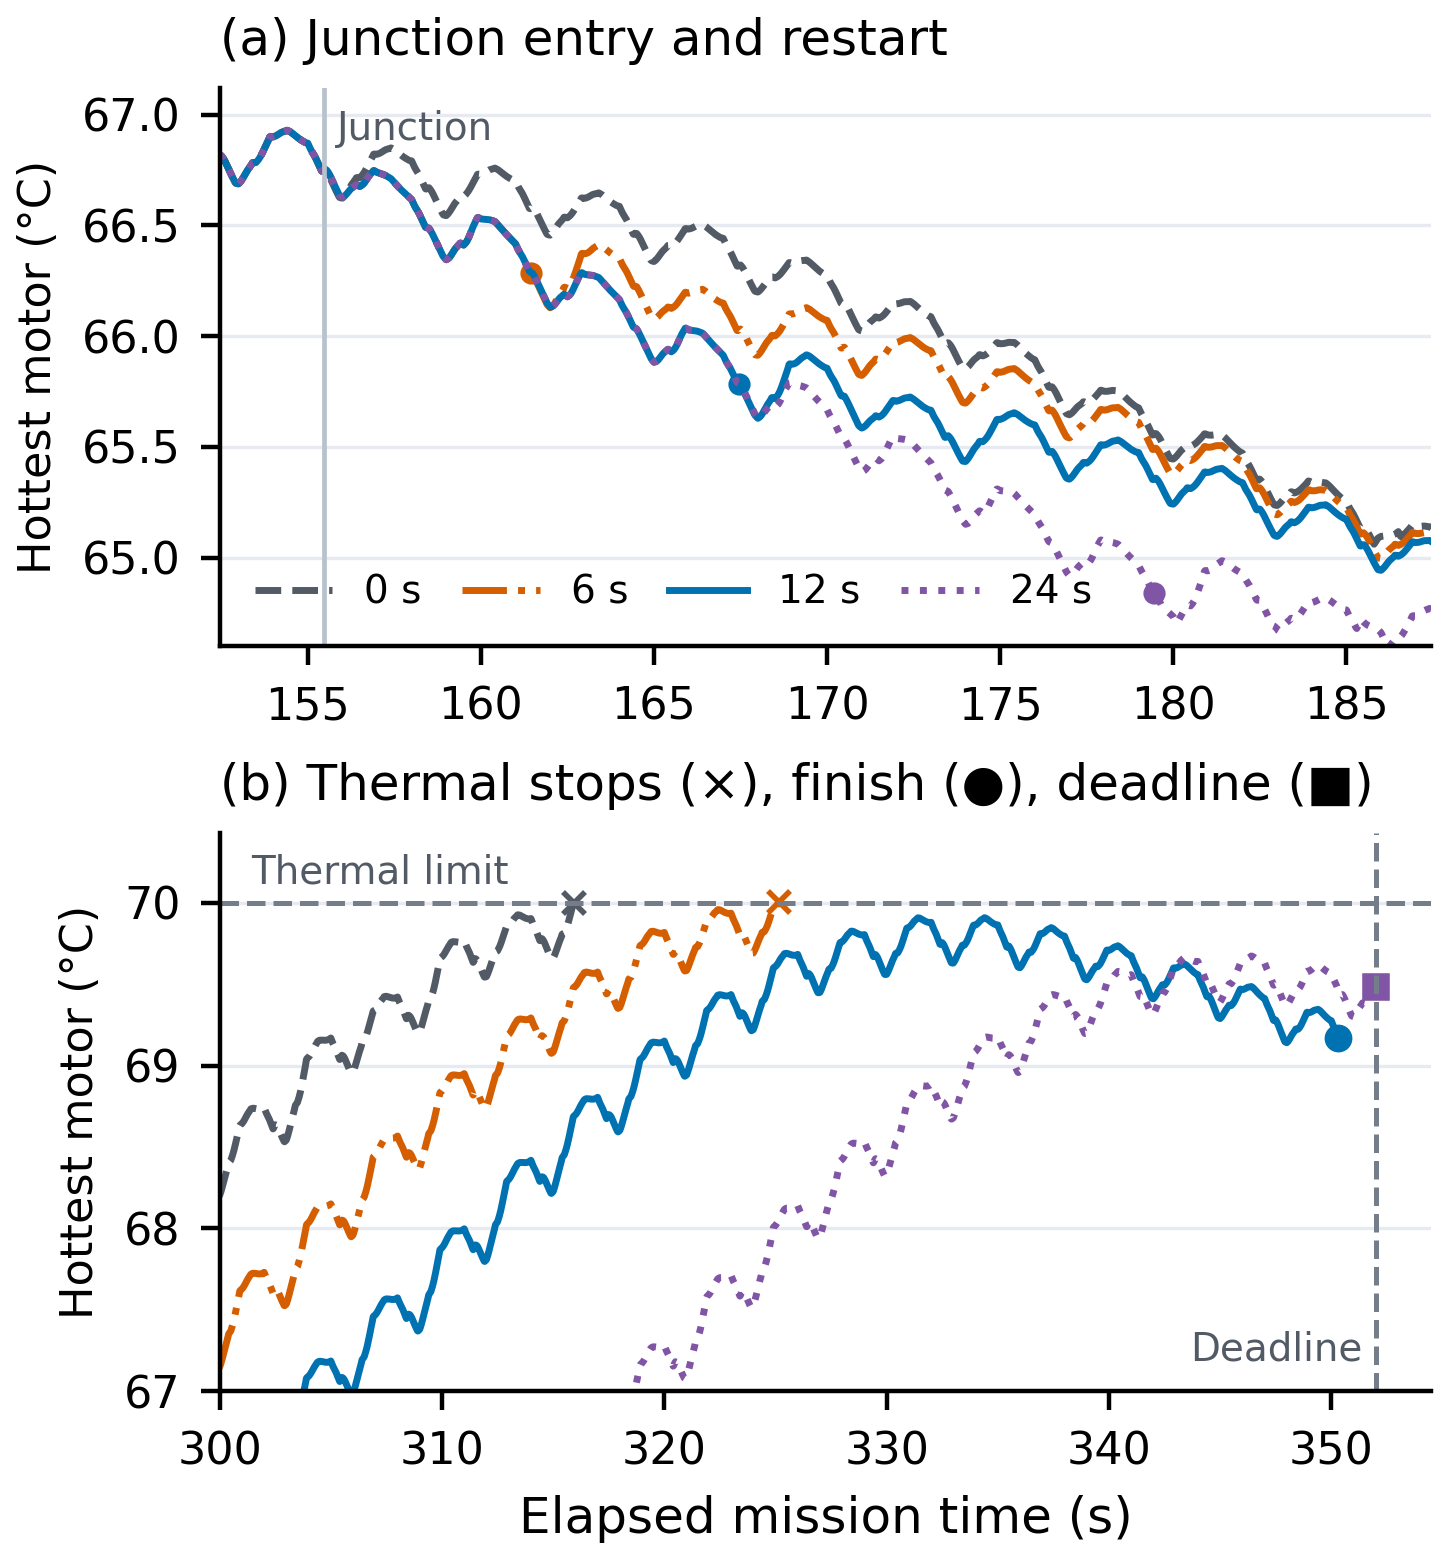 (a) Junction entry and restart
Hottest motor (°C)
67.0
66.5
66.0
65.5
65.0
Junction
0 s
6 s
12 s
24 s
155
160
165
170
175
180
185
(b) Thermal stops (×), finish (●), deadline (■)
Hottest motor (°C)
70
69
68
67
Thermal limit
Deadline
300
310
320
330
340
350
Elapsed mission time (s)